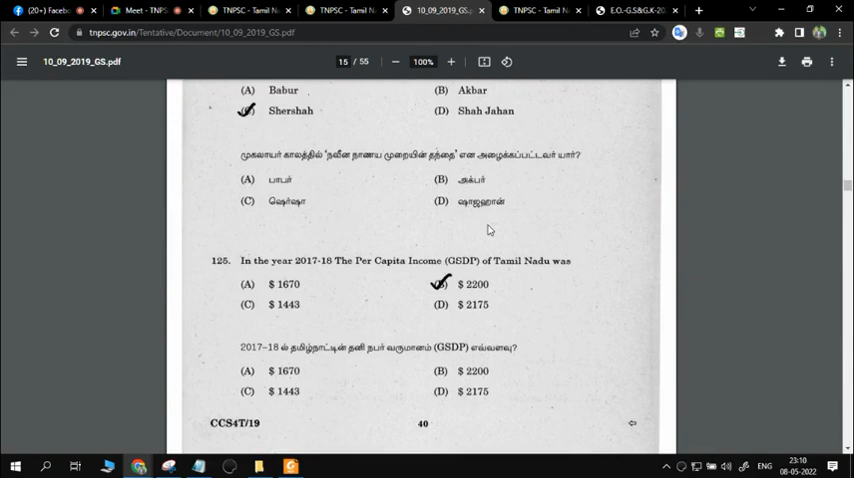 (20+) Faceboo
Meet - TNPS
TNPSC - Tamil N
TNPSC - Tamil N
10_09_2019_GS.p
TNPSC - Tamil Nu
E.O.-G.S&G.K-20
tnpsc.gov.in/Tentative/Document/10_09_2019_GS.pdf
10_09_2019_GS.pdf
15 / 55
100%
(A) Babur (B) Akbar
Shershah (D) Shah Jahan
முகலாயர் காலத்தில் 'நவீன நாணய முறையின் தந்தை' என அழைக்கப்பட்டவர் யார்?
(A) பாபர் (B) அக்பர்
(C) ஷெர்ஷா (D) ஷாஜஹான்
125. In the year 2017-18 The Per Capita Income (GSDP) of Tamil Nadu was
(A) $ 1670 (B) $ 2200
(C) $ 1443 (D) $ 2175
2017–18 ல் தமிழ்நாட்டின் தனி நபர் வருமானம் (GSDP) எவ்வளவு?
(A) $ 1670 (B) $ 2200
(C) $ 1443 (D) $ 2175
CCS4T/19 40
ENG
23:10
08-05-2022